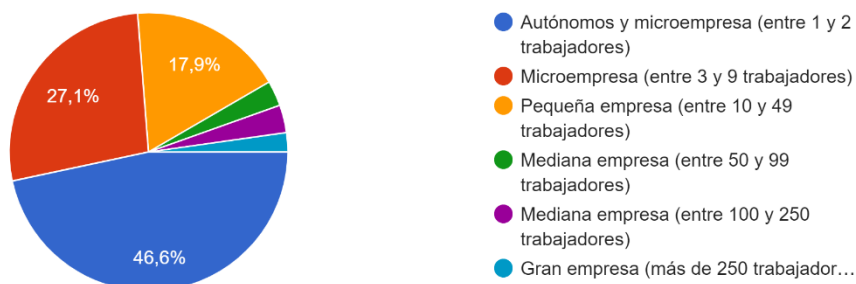 17,9%
27,1%
46,6%
Autónomos y microempresa (entre 1 y 2
trabajadores)
Microempresa (entre 3 y 9 trabajadores)
Pequeña empresa (entre 10 y 49
trabajadores)
Mediana empresa (entre 50 y 99
trabajadores)
Mediana empresa (entre 100 y 250
trabajadores)
Gran empresa (más de 250 trabajador…